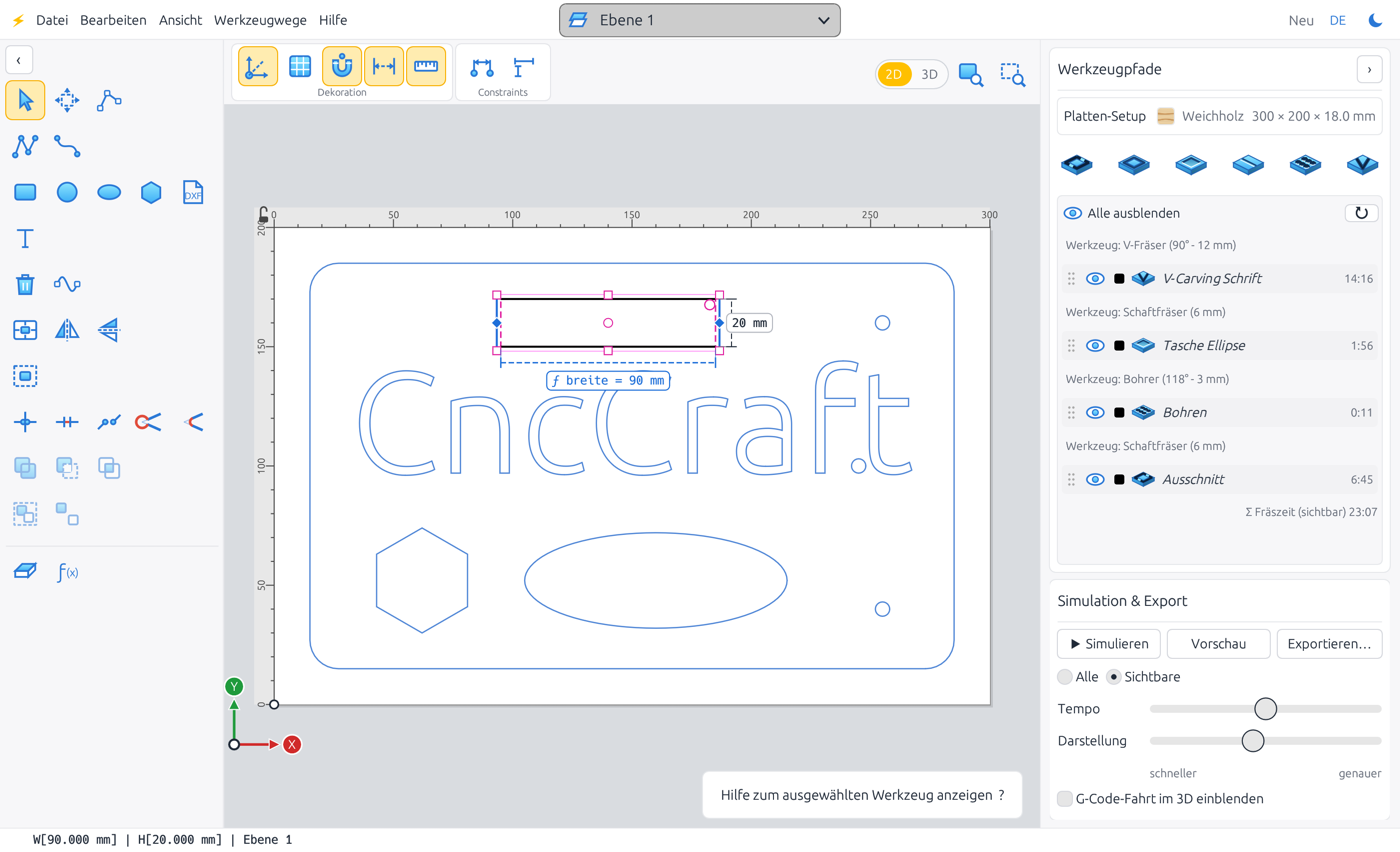 Datei Bearbeiten Ansicht Werkzeugwege Hilfe
Ebene 1
Neu DE
Dekoration
Constraints
2D 3D
DXF
T
f(x)
0 50 100 150 200 250 300
200
150
100
50
0
20 mm
ƒ breite = 90 mm
CncCraf.t
Y
X
Hilfe zum ausgewählten Werkzeug anzeigen ?
Werkzeugpfade
Platten-Setup Weichholz 300 × 200 × 18.0 mm
Alle ausblenden
Werkzeug: V-Fräser (90° - 12 mm)
V-Carving Schrift 14:16
Werkzeug: Schaftfräser (6 mm)
Tasche Ellipse 1:56
Werkzeug: Bohrer (118° - 3 mm)
Bohren 0:11
Werkzeug: Schaftfräser (6 mm)
Ausschnitt 6:45
Σ Fräszeit (sichtbar) 23:07
Simulation & Export
Simulieren Vorschau Exportieren…
Alle Sichtbare
Tempo
Darstellung
schneller genauer
G-Code-Fahrt im 3D einblenden
W[90.000 mm] | H[20.000 mm] | Ebene 1